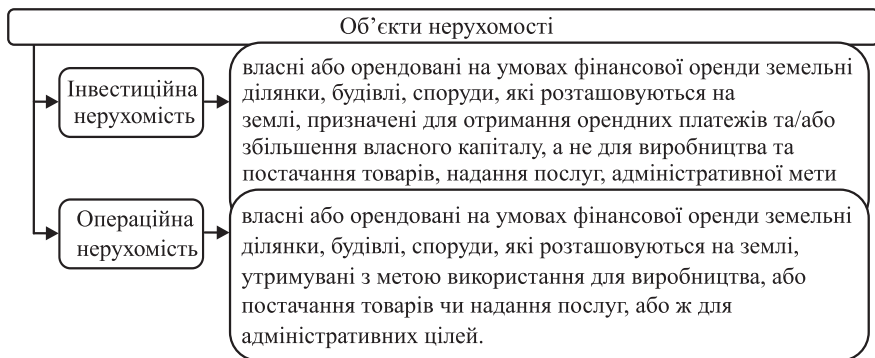 Об’єкти нерухомості
Інвестиційна
нерухомість
власні або орендовані на умовах фінансової оренди земельні
ділянки, будівлі, споруди, які розташовуються на
землі, призначені для отримання орендних платежів та/або
збільшення власного капіталу, а не для виробництва та
постачання товарів, надання послуг, адміністративної мети
Операційна
нерухомість
власні або орендовані на умовах фінансової оренди земельні
ділянки, будівлі, споруди, які розташовуються на землі,
утримувані з метою використання для виробництва, або
постачання товарів чи надання послуг, або ж для
адміністративних цілей.